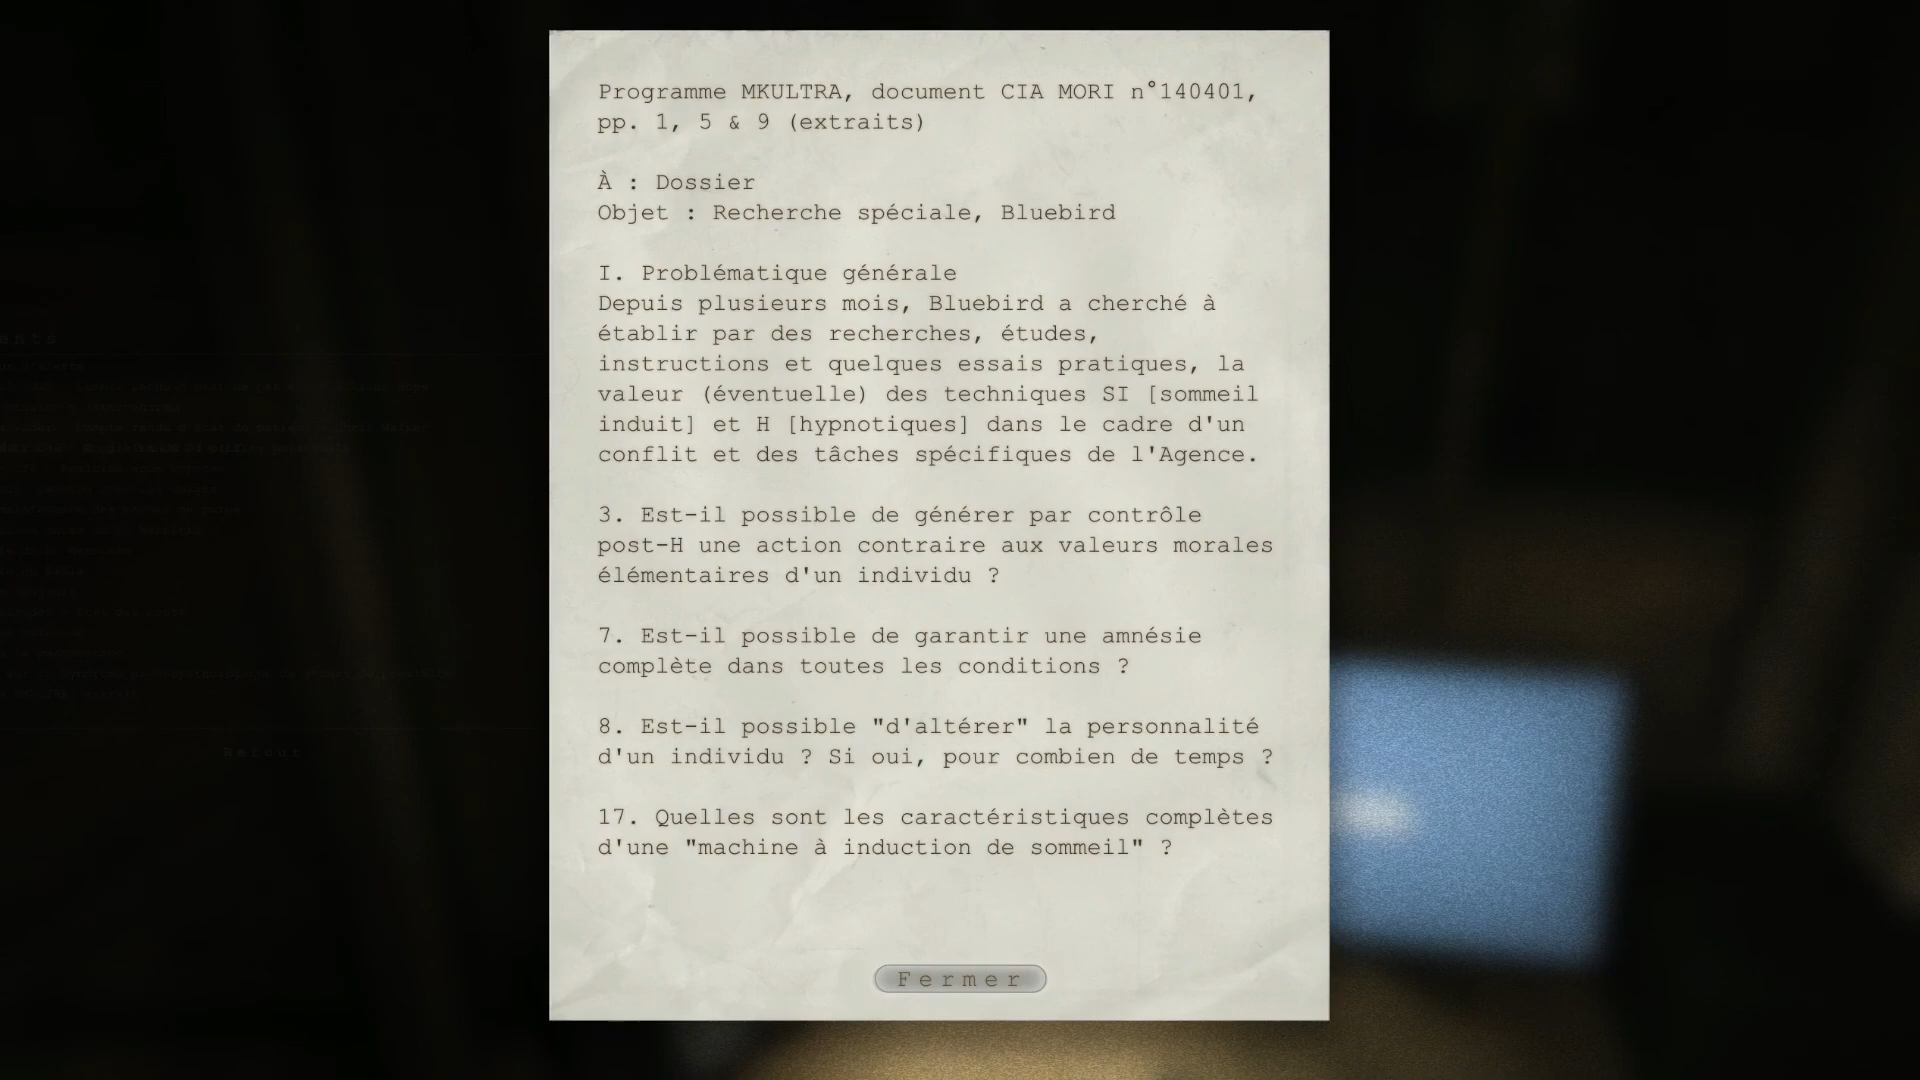 Programme MKULTRA, document CIA MORI n°140401,
pp. 1, 5 & 9 (extraits)
À : Dossier
Objet : Recherche spéciale, Bluebird
I. Problématique générale
Depuis plusieurs mois, Bluebird a cherché à
établir par des recherches, études,
instructions et quelques essais pratiques, la
valeur (éventuelle) des techniques SI [sommeil
induit] et H [hypnotiques] dans le cadre d'un
conflit et des tâches spécifiques de l'Agence.
3. Est-il possible de générer par contrôle
post-H une action contraire aux valeurs morales
élémentaires d'un individu ?
7. Est-il possible de garantir une amnésie
complète dans toutes les conditions ?
8. Est-il possible "d'altérer" la personnalité
d'un individu ? Si oui, pour combien de temps ?
17. Quelles sont les caractéristiques complètes
d'une "machine à induction de sommeil" ?
Fermer
Retour